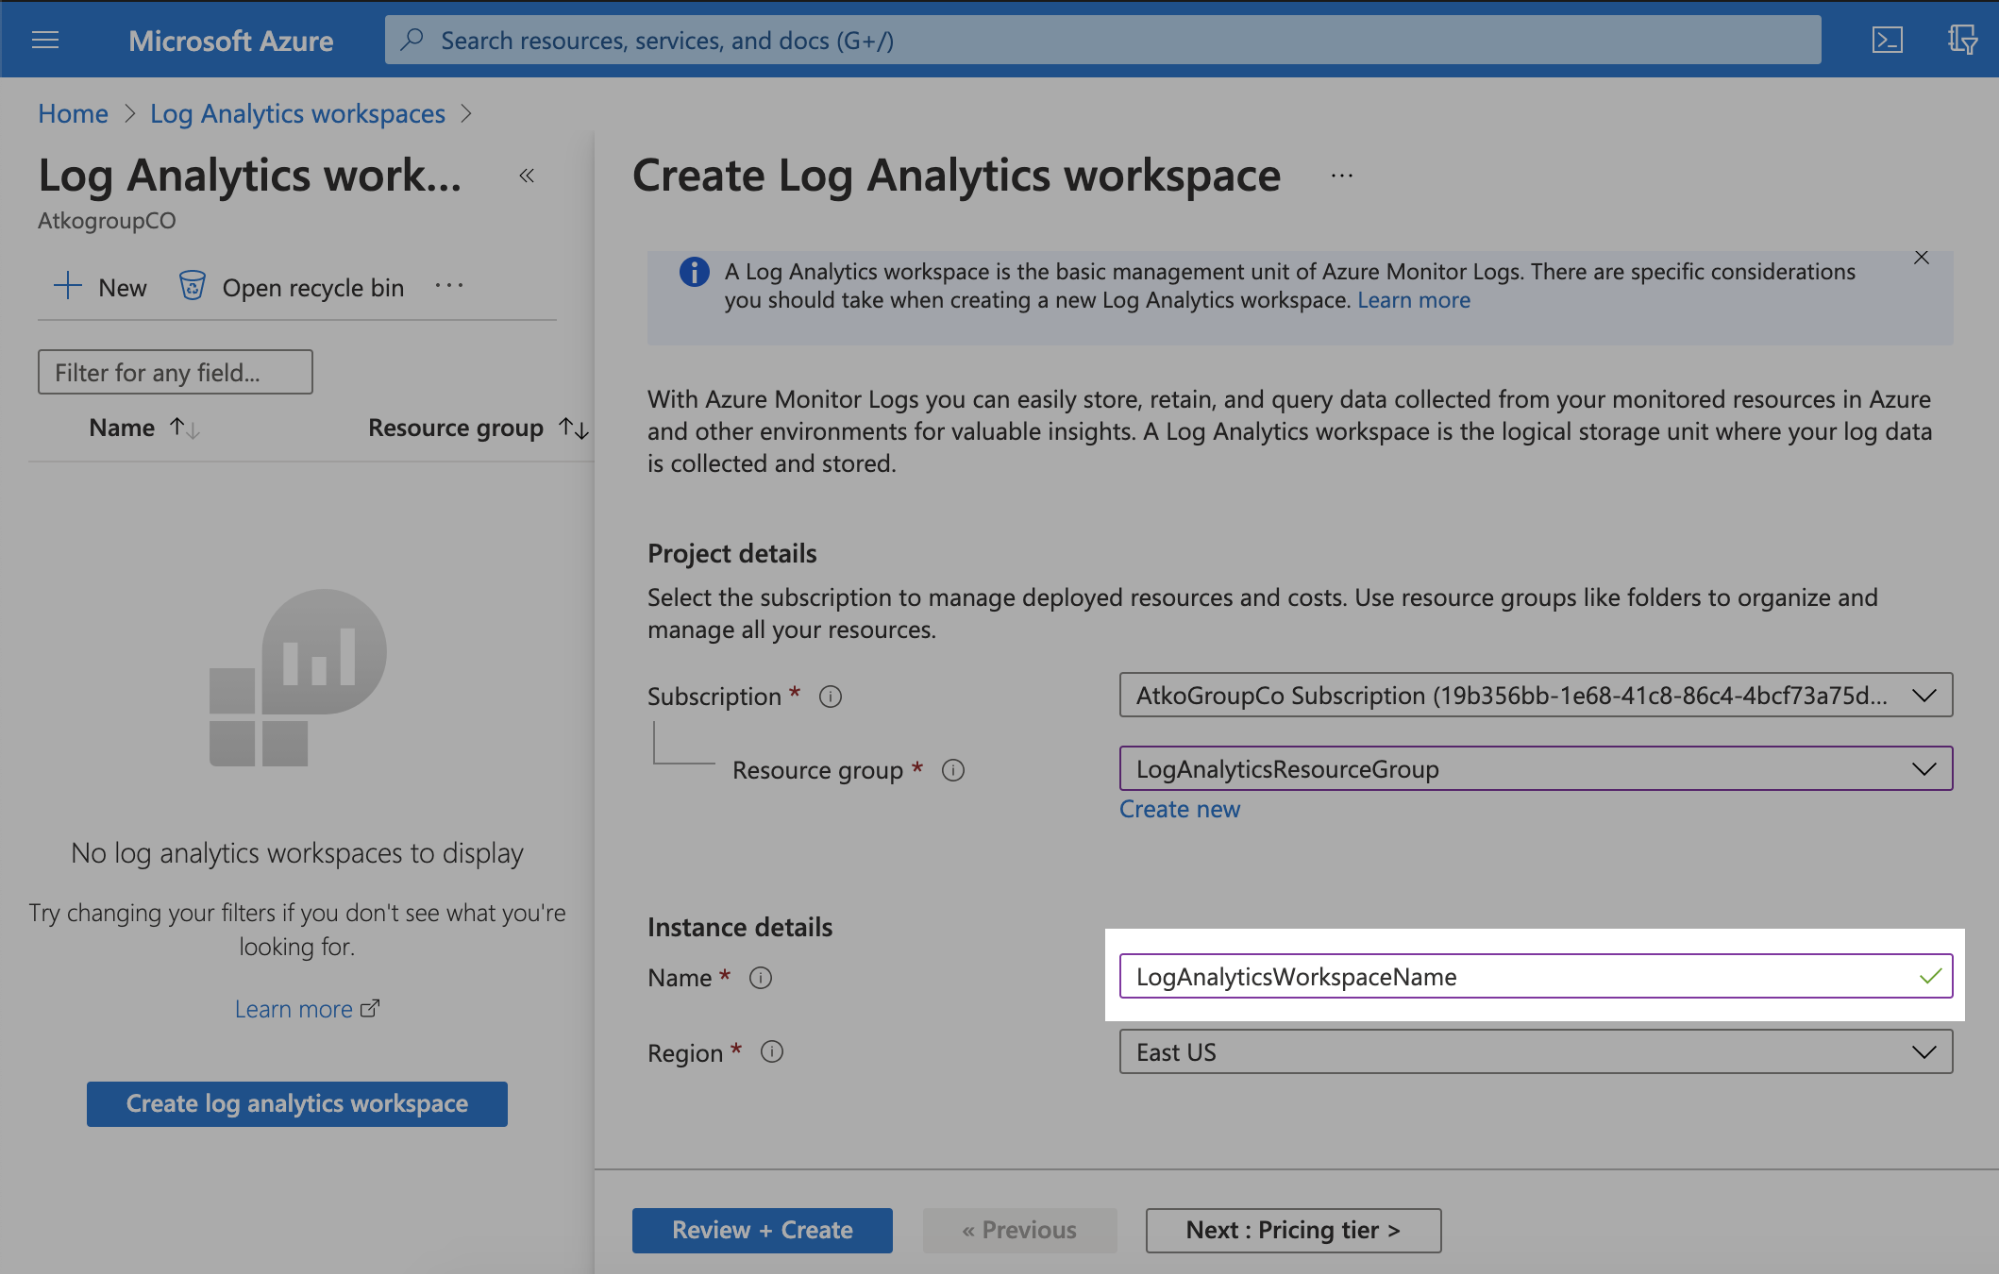 Microsoft Azure
Search resources, services, and docs (G+/)
Home > Log Analytics workspaces >
Log Analytics work... «
AtkogroupCO
+ New Open recycle bin ...
Filter for any field...
Name ↑↓ Resource group ↑↓
No log analytics workspaces to display
Try changing your filters if you don't see what you're
looking for.
Learn more
Create log analytics workspace
Create Log Analytics workspace ...
A Log Analytics workspace is the basic management unit of Azure Monitor Logs. There are specific considerations
you should take when creating a new Log Analytics workspace. Learn more
With Azure Monitor Logs you can easily store, retain, and query data collected from your monitored resources in Azure
and other environments for valuable insights. A Log Analytics workspace is the logical storage unit where your log data
is collected and stored.
Project details
Select the subscription to manage deployed resources and costs. Use resource groups like folders to organize and
manage all your resources.
Subscription * AtkoGroupCo Subscription (19b356bb-1e68-41c8-86c4-4bcf73a75d...
Resource group * LogAnalyticsResourceGroup
Create new
Instance details
Name * LogAnalyticsWorkspaceName
Region * East US
Review + Create « Previous Next : Pricing tier >